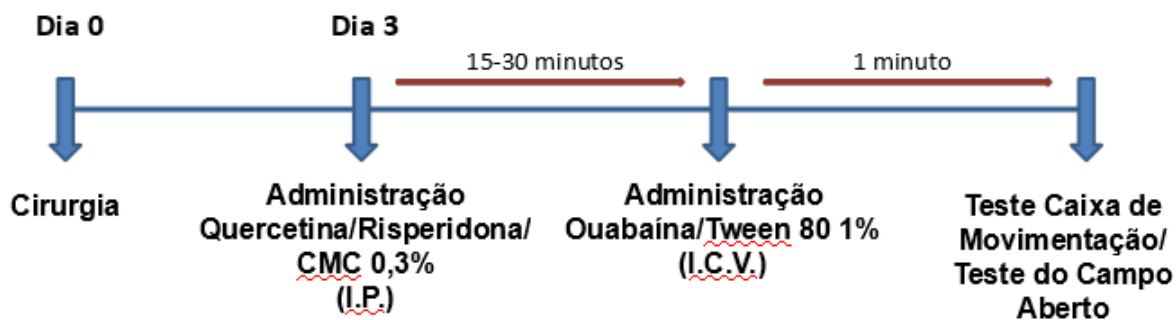 Dia 0
Dia 3
15-30 minutos
1 minuto
Cirurgia
Administração
Quercetina/Risperidona/
CMC 0,3%
(I.P.)
Administração
Ouabaína/Tween 80 1%
(I.C.V.)
Teste Caixa de
Movimentação/
Teste do Campo
Aberto